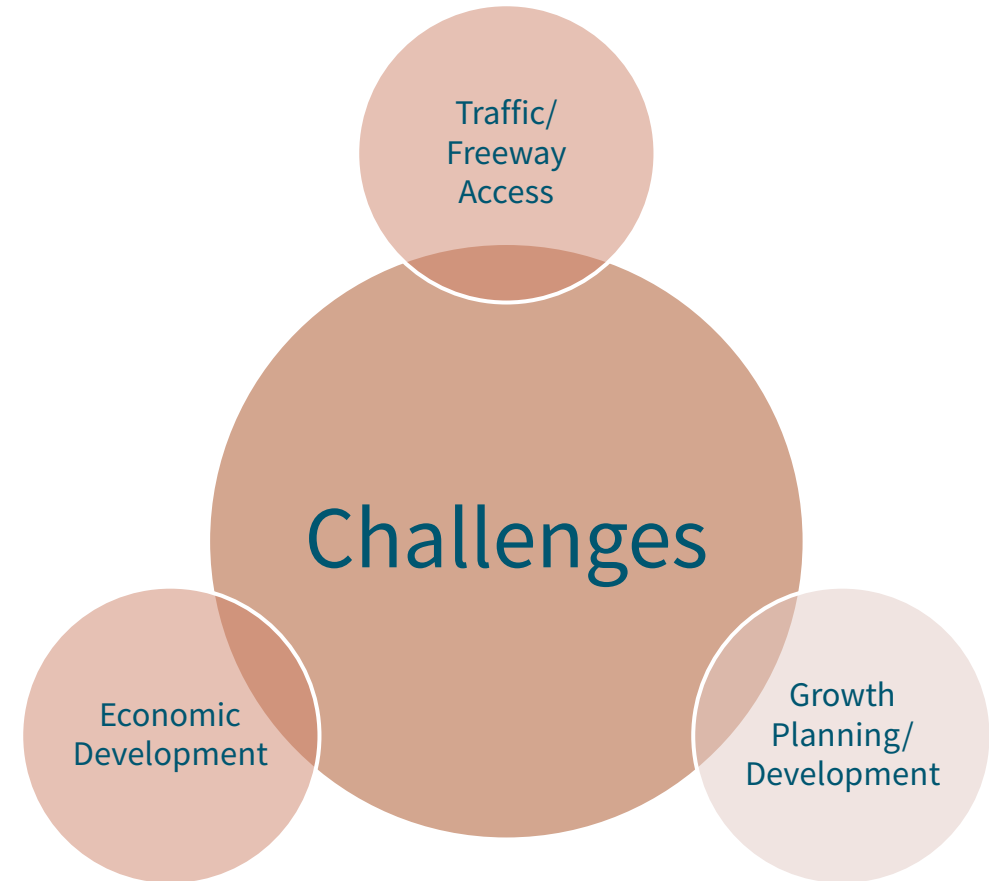 Traffic/
Freeway
Access
Challenges
Economic
Development
Growth
Planning/
Development